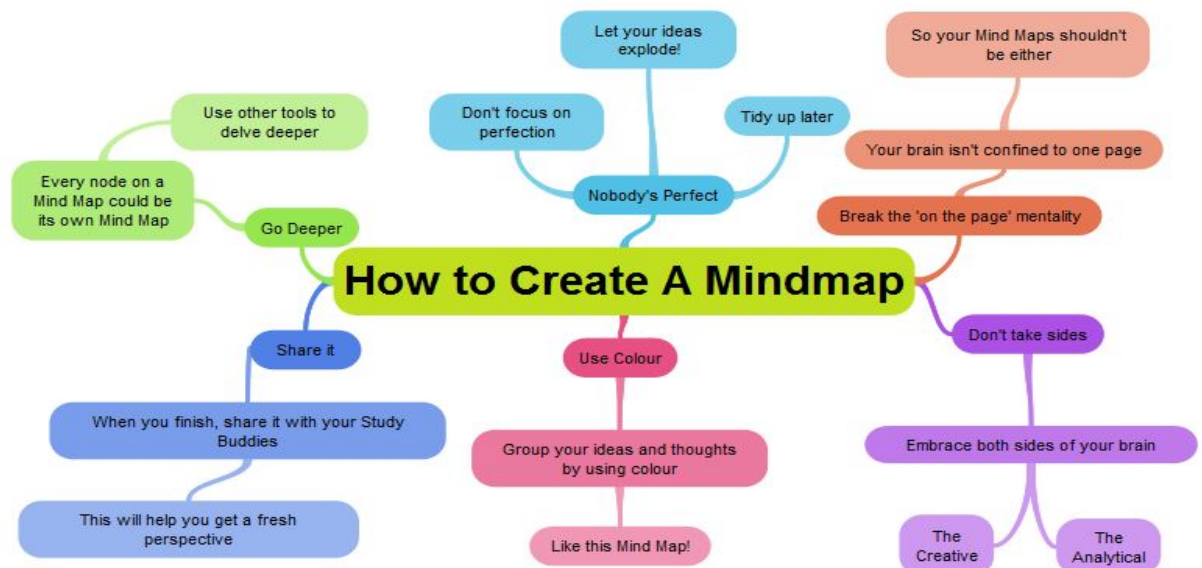 Let your ideas
explode!
Don't focus on
perfection
Tidy up later
Nobody's Perfect
So your Mind Maps shouldn't
be either
Your brain isn't confined to one page
Break the 'on the page' mentality
Use other tools to
delve deeper
Every node on a
Mind Map could be
its own Mind Map
Go Deeper
How to Create A Mindmap
Share it
When you finish, share it with your Study
Buddies
This will help you get a fresh
perspective
Use Colour
Group your ideas and thoughts
by using colour
Like this Mind Map!
Don't take sides
Embrace both sides of your brain
The
Creative
The
Analytical